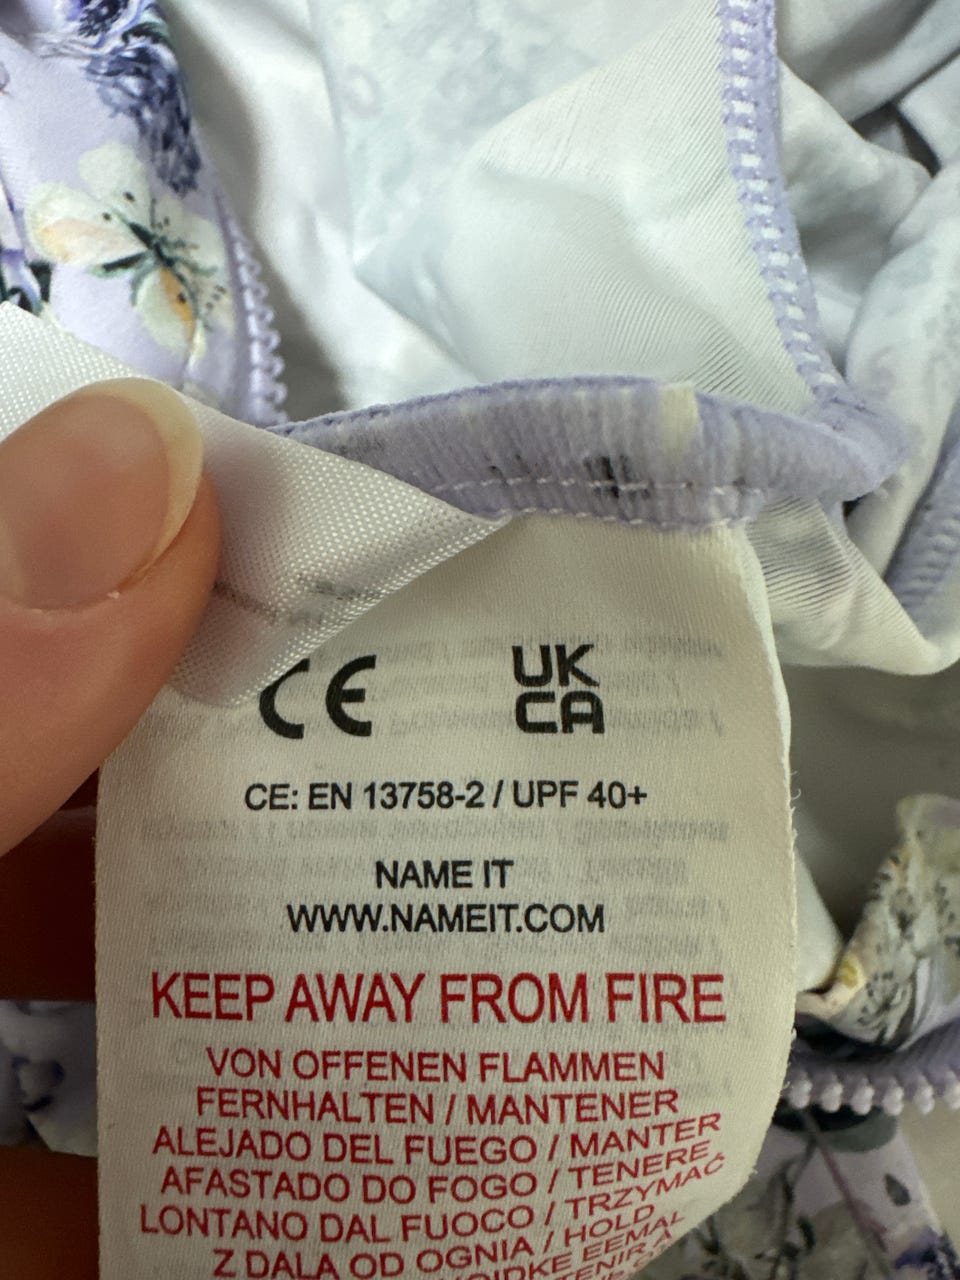 CE
UK
CA
CE: EN 13758-2 / UPF 40+
NAME IT
WWW.NAMEIT.COM
KEEP AWAY FROM FIRE
VON OFFENEN FLAMMEN
FERNHALTEN / MANTENER
ALEJADO DEL FUEGO / MANTER
AFASTADO DO FOGO / TENERE
LONTANO DAL FUOCO / TRZYMAĆ
Z DALA OD OGNIA / HOLD
EEMAL